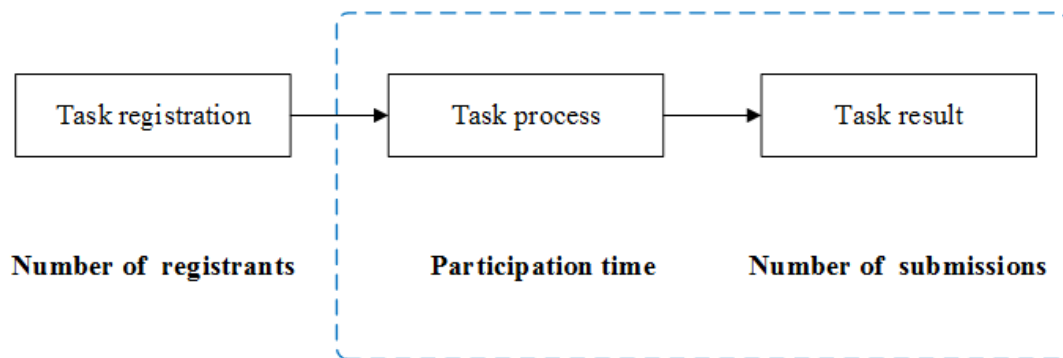 Task registration
Task process
Task result
Number of registrants
Participation time
Number of submissions